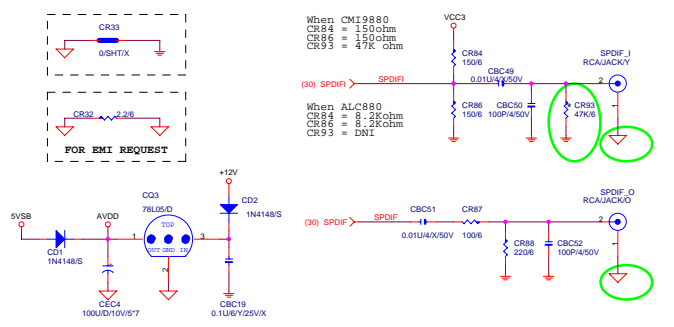 CR33
0/SHT/X
CR32
2.2/6
FOR EMI REQUEST
When CMI9880
CR84 = 150ohm
CR86 = 150ohm
CR93 = 47K ohm
VCC3
CR84
150/6
(30) SPDIFI
SPDIFI
CBC49
0.01U/4/X/50V
SPDIF_I
RCA/JACK/Y
2
1
When ALC880
CR84 = 8.2Kohm
CR86 = 8.2Kohm
CR93 = DNI
CR86
150/6
CBC50
100P/4/50V
CR93
47K/6
+12V
CD2
1N4148/S
CQ3
78L05/D
5VSB
AVDD
TOP
OUT GND IN
1
3
2
CD1
1N4148/S
CEC4
100U/D/10V/5*7
CBC19
0.1U/6/Y/25V/X
(30) SPDIF
SPDIF
CBC51
0.01U/4/X/50V
CR87
100/6
SPDIF_O
RCA/JACK/O
2
1
CR88
220/6
CBC52
100P/4/50V